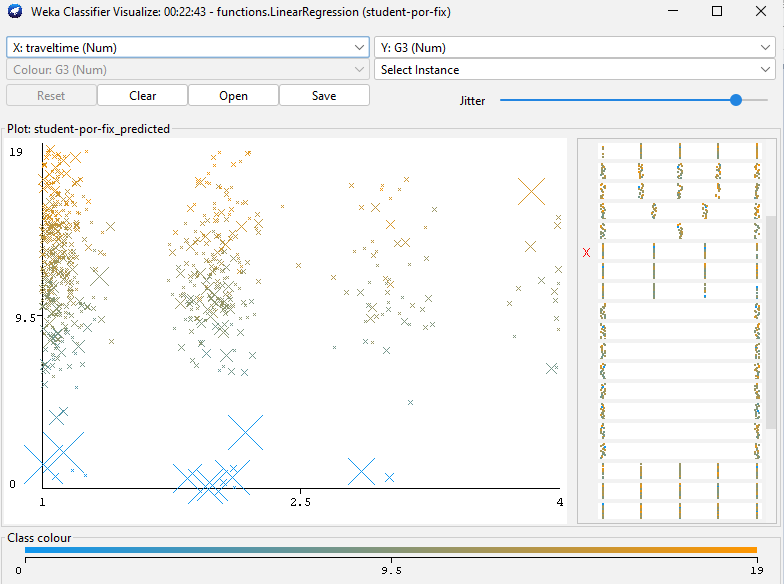 Weka Classifier Visualize: 00:22:43 - functions.LinearRegression (student-por-fix)
X: traveltime (Num) Y: G3 (Num)
Colour: G3 (Num) Select Instance
Reset Clear Open Save Jitter
Plot: student-por-fix_predicted
19
9.5
0
1 2.5 4
X
Class colour
0 9.5 19